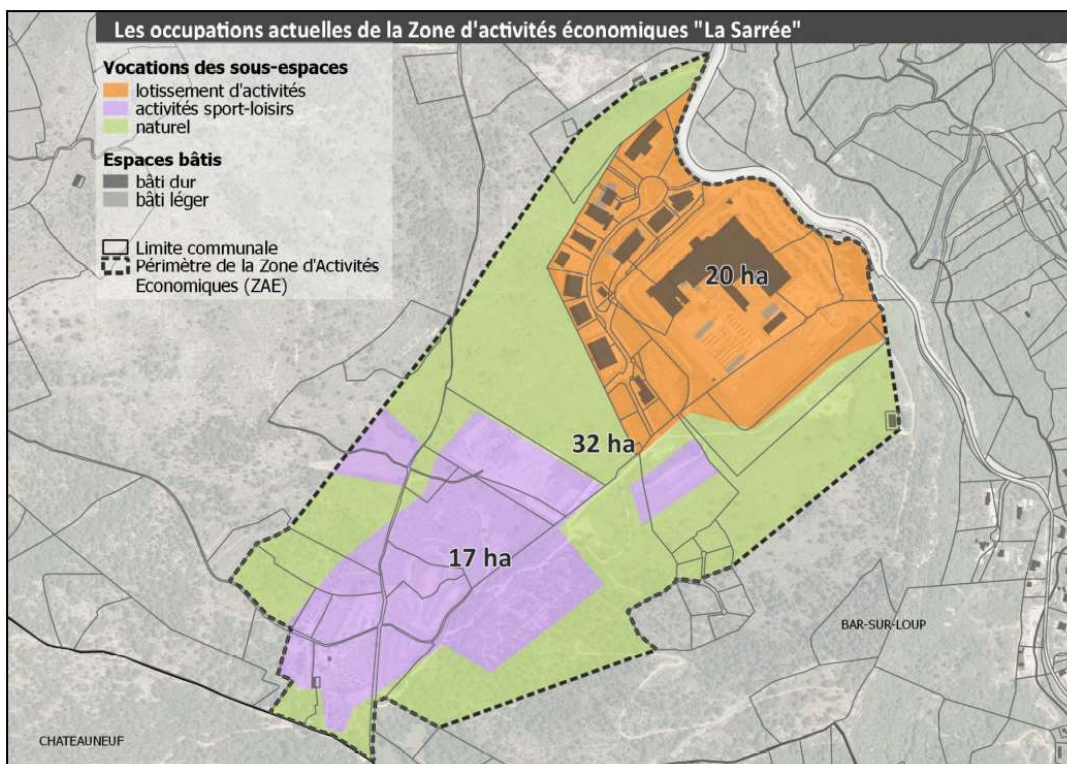 Les occupations actuelles de la Zone d'activités économiques "La Sarrée"
Vocations des sous-espaces
lotissement d'activités
activités sport-loisirs
naturel
Espaces bâtis
bâti dur
bâti léger
Limite communale
Périmètre de la Zone d'Activités
Economiques (ZAE)
20 ha
32 ha
17 ha
BAR-SUR-LOUP
CHATEAUNEUF